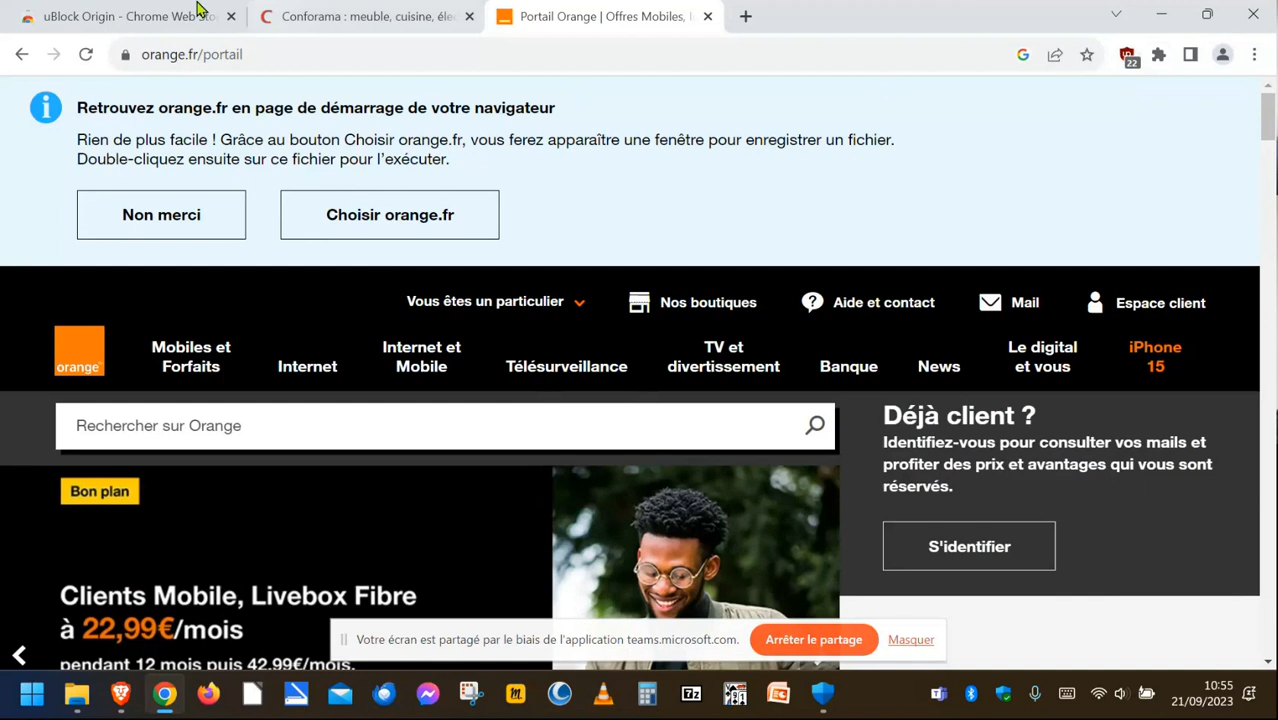 uBlock Origin - Chrome Web Sto
Conforama : meuble, cuisine, éle
Portail Orange | Offres Mobiles, I
orange.fr/portail
22
Retrouvez orange.fr en page de démarrage de votre navigateur
Rien de plus facile ! Grâce au bouton Choisir orange.fr, vous ferez apparaître une fenêtre pour enregistrer un fichier.
Double-cliquez ensuite sur ce fichier pour l'exécuter.
Non merci
Choisir orange.fr
Vous êtes un particulier
Nos boutiques
Aide et contact
Mail
Espace client
orange™
Mobiles et
Forfaits
Internet
Internet et
Mobile
Télésurveillance
TV et
divertissement
Banque
News
Le digital
et vous
iPhone
15
Rechercher sur Orange
Déjà client ?
Identifiez-vous pour consulter vos mails et
profiter des prix et avantages qui vous sont
réservés.
S'identifier
Bon plan
Clients Mobile, Livebox Fibre
à 22,99€/mois
pendant 12 mois puis 42,99€/mois.
Votre écran est partagé par le biais de l'application teams.microsoft.com.
Arrêter le partage
Masquer
7z
10:55
21/09/2023